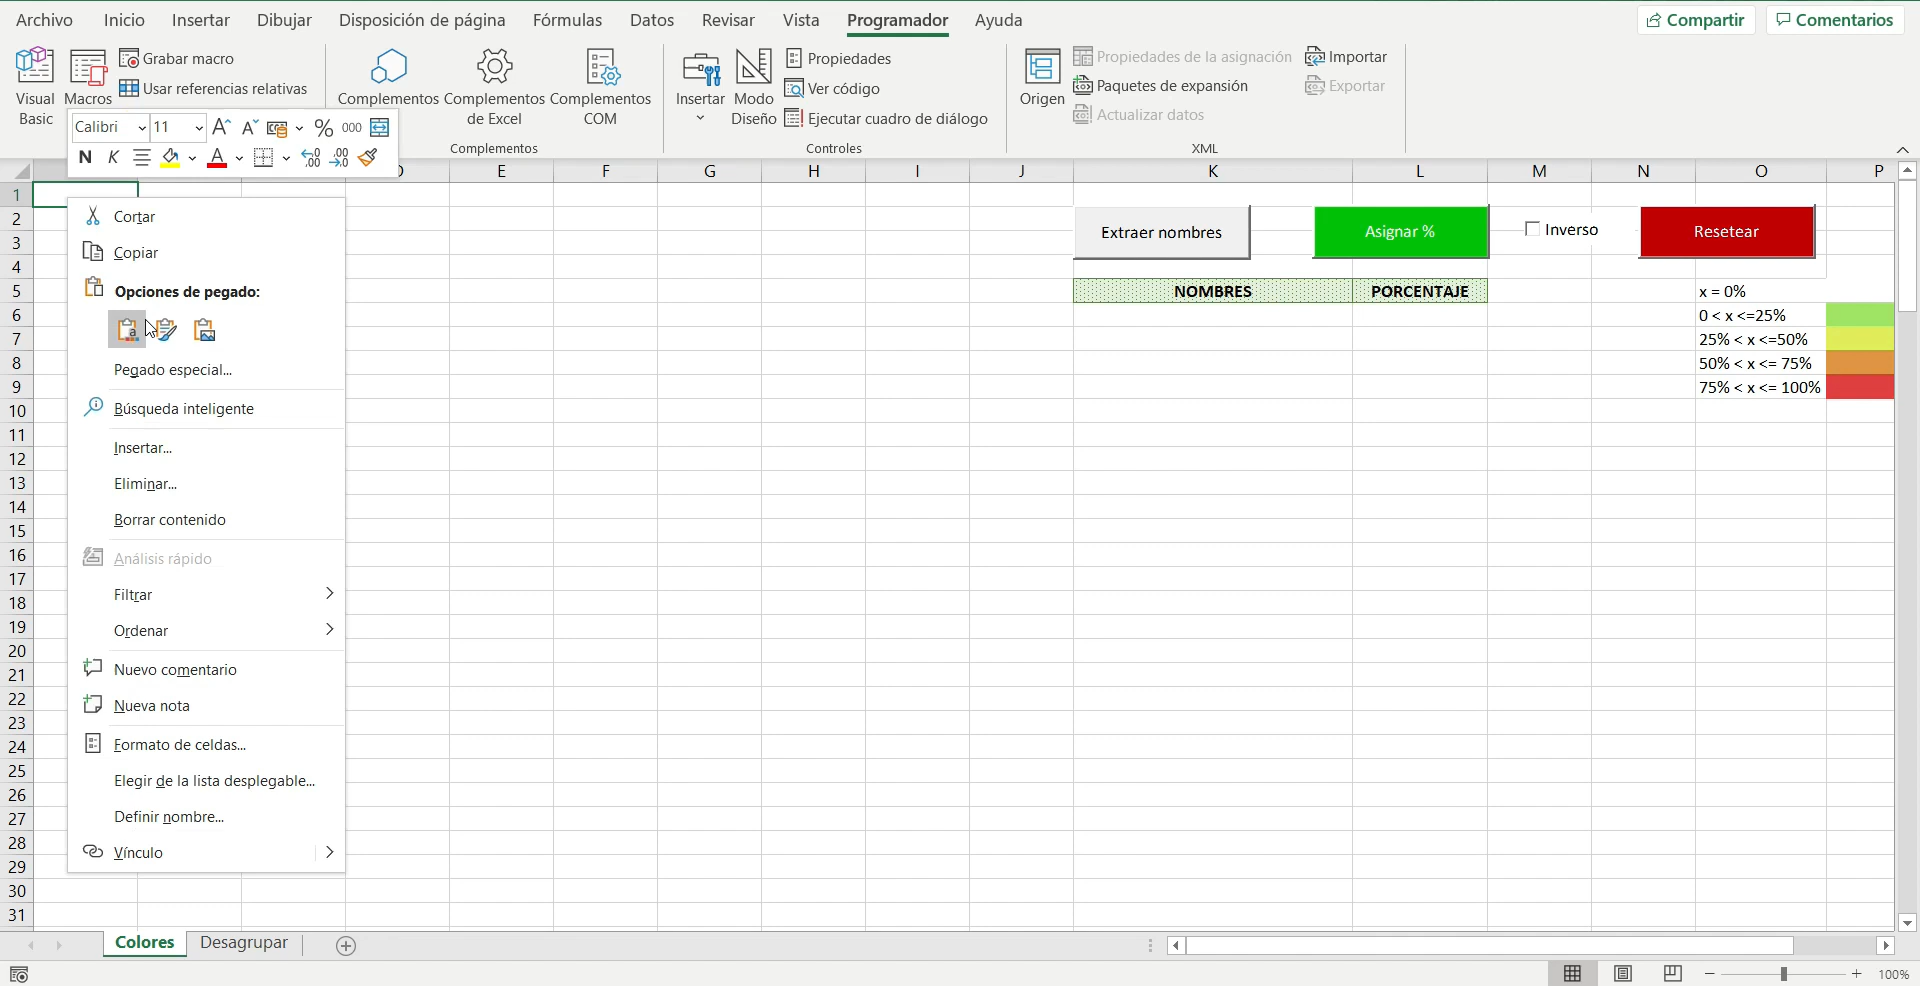 Archivo Inicio Insertar Dibujar Disposición de página Fórmulas Datos Revisar Vista Programador Ayuda Compartir Comentarios
Visual Basic
Macros
Grabar macro
Usar referencias relativas
Complementos
Complementos de Excel
Complementos COM
Complementos
Insertar
Modo Diseño
Propiedades
Ver código
Ejecutar cuadro de diálogo
Controles
Origen
Propiedades de la asignación
Paquetes de expansión
Actualizar datos
Importar
Exportar
XML
Calibri 11 A A % 000
N K A 00 00
D E F G H I J K L M N O P
1
2 Extraer nombres Asignar % Inverso Resetear
3
4
5 NOMBRES PORCENTAJE x = 0%
6 0 < x <=25%
7 25% < x <=50%
8 50% < x <= 75%
9 75% < x <= 100%
10
11
12
13
14
15
16
17
18
19
20
21
22
23
24
25
26
27
28
29
30
31
Cortar
Copiar
Opciones de pegado:
a
Pegado especial...
Búsqueda inteligente
Insertar...
Eliminar...
Borrar contenido
Análisis rápido
Filtrar
Ordenar
Nuevo comentario
Nueva nota
Formato de celdas...
Elegir de la lista desplegable...
Definir nombre...
Vínculo
Colores Desagrupar
100%